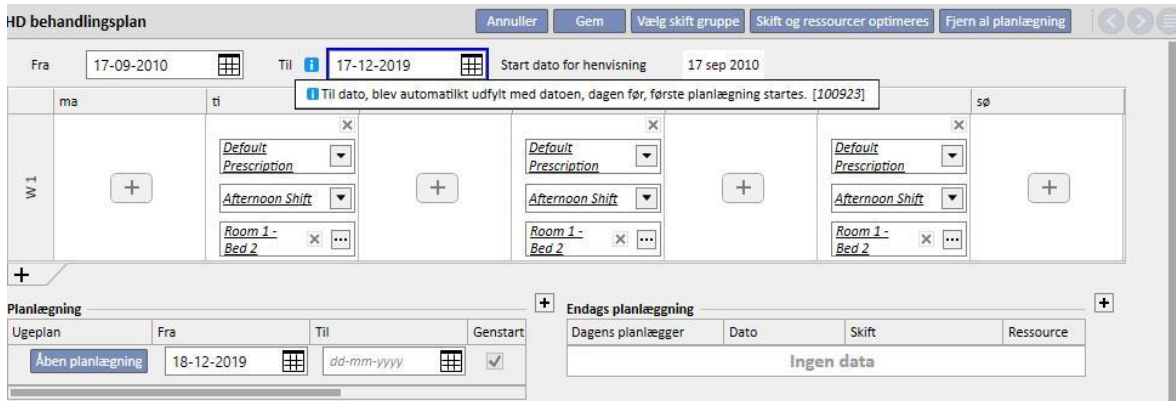 HD behandlingsplan
Annuller Gem Vælg skift gruppe Skift og ressourcer optimeres Fjern al planlægning
Fra 17-09-2010 Til 17-12-2019 Start dato for henvisning 17 sep 2010
Til dato, blev automatilkt udfylt med datoen, dagen før, første planlægning startes. [100923]
ma ti sø
W 1
Default Prescription
Afternoon Shift
Room 1 - Bed 2
Default Prescription
Afternoon Shift
Room 1 - Bed 2
Default Prescription
Afternoon Shift
Room 1 - Bed 2
Planlægning
Ugeplan Fra Til Genstart
Åben planlægning 18-12-2019 dd-mm-yyyy
Endags planlæggning
Dagens planlægger Dato Skift Ressource
Ingen data